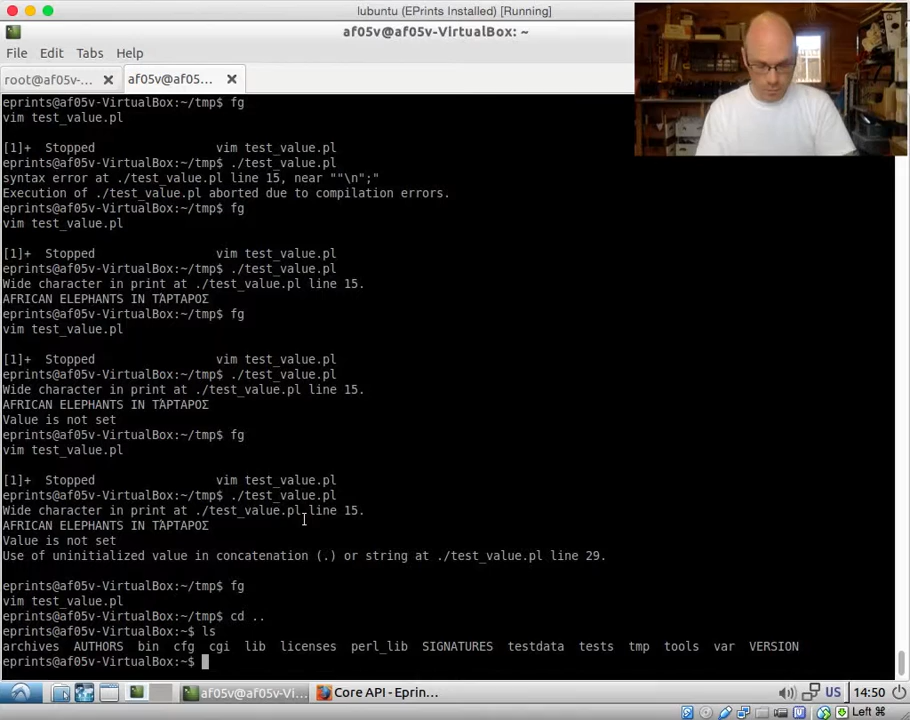 lubuntu (EPrints Installed) [Running]
af05v@af05v-VirtualBox: ~
File Edit Tabs Help
root@af05v-... af05v@af05...
eprints@af05v-VirtualBox:~/tmp$ fg
vim test_value.pl
[1]+  Stopped                 vim test_value.pl
eprints@af05v-VirtualBox:~/tmp$ ./test_value.pl
syntax error at ./test_value.pl line 15, near ""\n";"
Execution of ./test_value.pl aborted due to compilation errors.
eprints@af05v-VirtualBox:~/tmp$ fg
vim test_value.pl
[1]+  Stopped                 vim test_value.pl
eprints@af05v-VirtualBox:~/tmp$ ./test_value.pl
Wide character in print at ./test_value.pl line 15.
AFRICAN ELEPHANTS IN ΤΆΡΤΑΡΟΣ
eprints@af05v-VirtualBox:~/tmp$ fg
vim test_value.pl
[1]+  Stopped                 vim test_value.pl
eprints@af05v-VirtualBox:~/tmp$ ./test_value.pl
Wide character in print at ./test_value.pl line 15.
AFRICAN ELEPHANTS IN ΤΆΡΤΑΡΟΣ
Value is not set
eprints@af05v-VirtualBox:~/tmp$ fg
vim test_value.pl
[1]+  Stopped                 vim test_value.pl
eprints@af05v-VirtualBox:~/tmp$ ./test_value.pl
Wide character in print at ./test_value.pl line 15.
AFRICAN ELEPHANTS IN ΤΆΡΤΑΡΟΣ
Value is not set
Use of uninitialized value in concatenation (.) or string at ./test_value.pl line 29.
eprints@af05v-VirtualBox:~/tmp$ fg
vim test_value.pl
eprints@af05v-VirtualBox:~/tmp$ cd ..
eprints@af05v-VirtualBox:~$ ls
archives  AUTHORS  bin  cfg  cgi  lib  licenses  perl_lib  SIGNATURES  testdata  tests  tmp  tools  var  VERSION
eprints@af05v-VirtualBox:~$
af05v@af05v-Vi... Core API - Eprin... US 14:50
Left ⌘